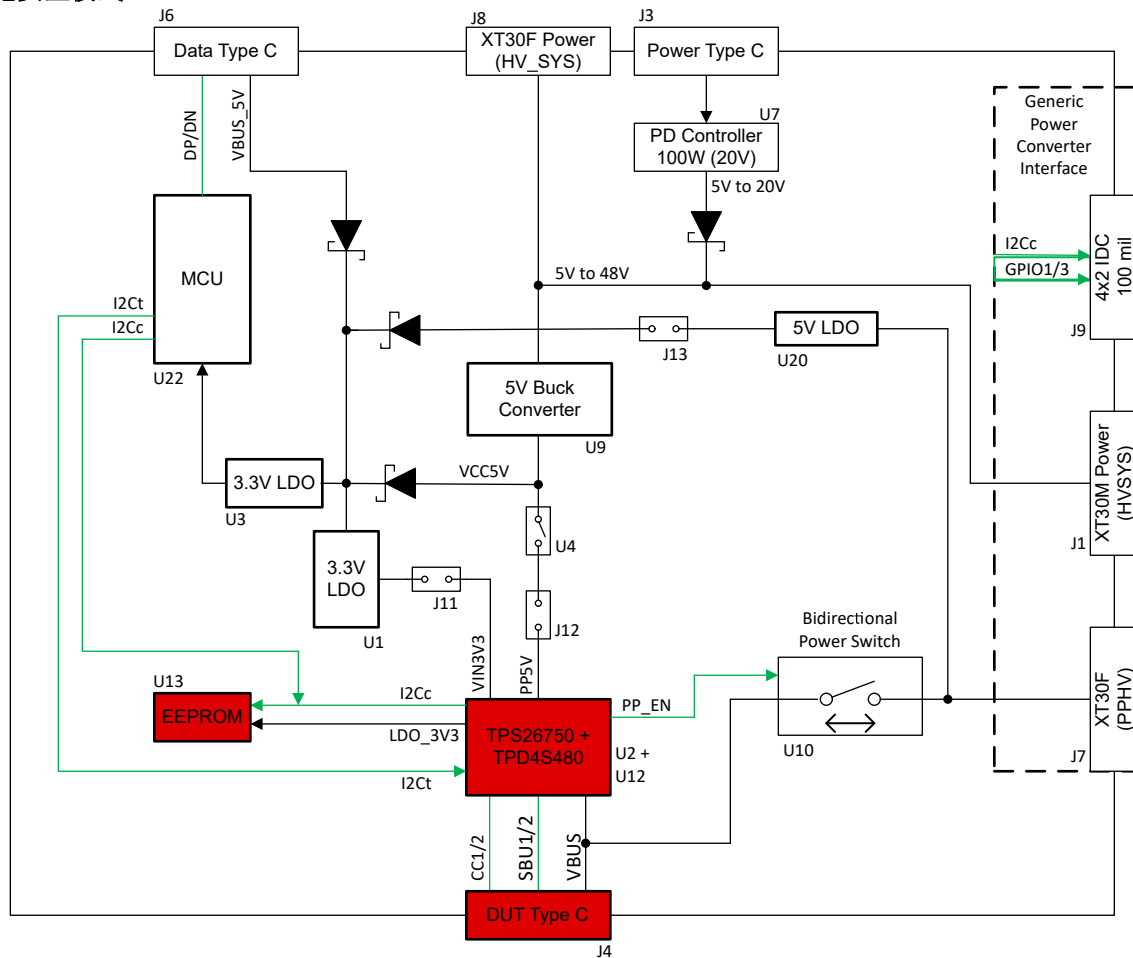 J6
J8
J3
Data Type C
XT30F Power
(HV_SYS)
Power Type C
DP/DN
VBUS_5V
U7
PD Controller
100W (20V)
5V to 20V
Generic
Power
Converter
Interface
MCU
5V to 48V
I2Cc
GPIO1/3
4x2 IDC
100 mil
J9
I2Ct
I2Cc
U22
J13
5V LDO
U20
5V Buck
Converter
U9
3.3V LDO
U3
VCC5V
XT30M Power
(HVSYS)
J1
U4
3.3V
LDO
U1
J11
J12
VIN3V3
PP5V
Bidirectional
Power Switch
U13
EEPROM
I2Cc
LDO_3V3
I2Ct
TPS26750 +
TPD4S480
PP_EN
U2 +
U12
U10
XT30F
(PPHV)
J7
CC1/2
SBU1/2
VBUS
DUT Type C
J4